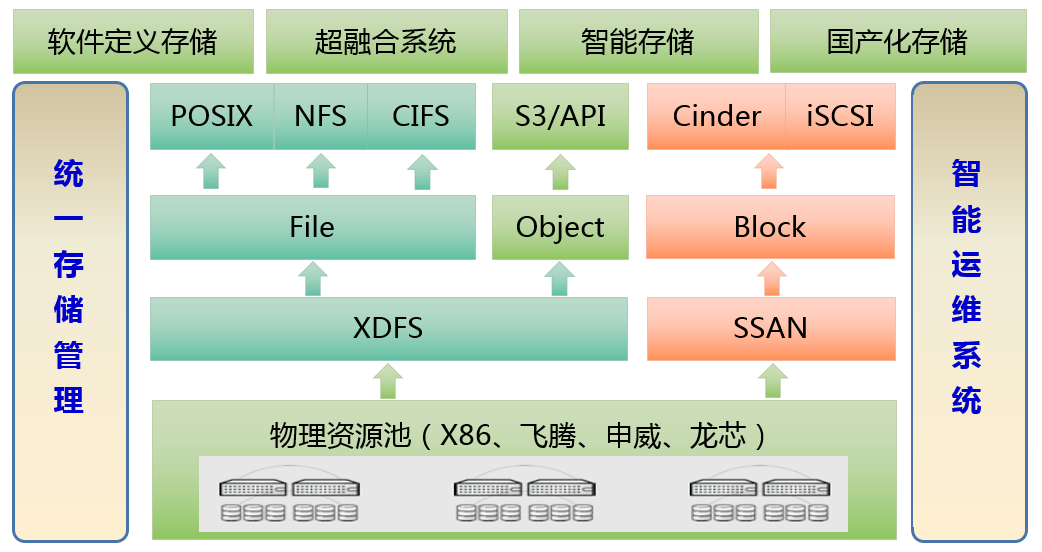 软件定义存储
超融合系统
智能存储
国产化存储
统一存储管理
POSIX
NFS
CIFS
S3/API
Cinder
iSCSI
File
Object
Block
XDFS
SSAN
物理资源池（X86、飞腾、申威、龙芯）
智能运维系统